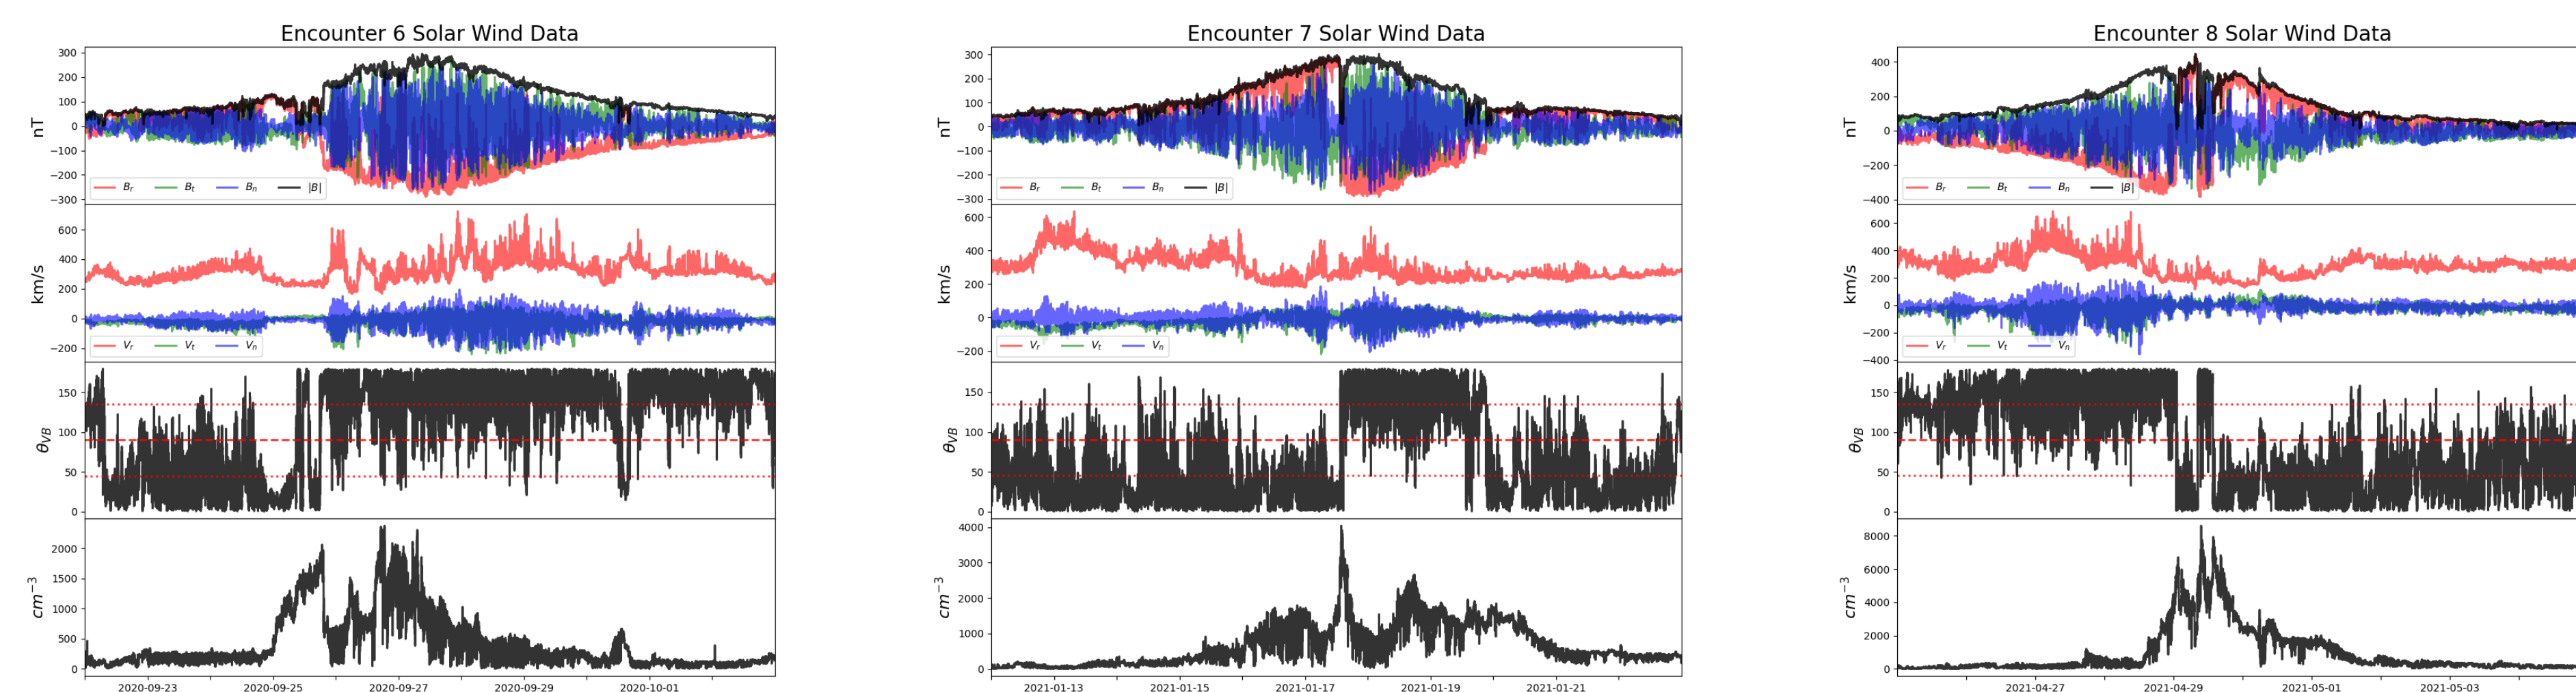 Encounter 6 Solar Wind Data
300
200
100
0
−100
−200
−300
nT
B_r B_t B_n |B|
600
400
200
0
−200
km/s
V_r V_t V_n
150
100
50
0
θ_VB
2000
1500
1000
500
0
cm^−3
2020-09-23 2020-09-25 2020-09-27 2020-09-29 2020-10-01
Encounter 7 Solar Wind Data
300
200
100
0
−100
−200
−300
nT
B_r B_t B_n |B|
600
400
200
0
−200
km/s
V_r V_t V_n
150
100
50
0
θ_VB
4000
3000
2000
1000
0
cm^−3
2021-01-13 2021-01-15 2021-01-17 2021-01-19 2021-01-21
Encounter 8 Solar Wind Data
400
200
0
−200
−400
nT
B_r B_t B_n |B|
600
400
200
0
−200
−400
km/s
V_r V_t V_n
150
100
50
0
θ_VB
8000
6000
4000
2000
0
cm^−3
2021-04-27 2021-04-29 2021-05-01 2021-05-03